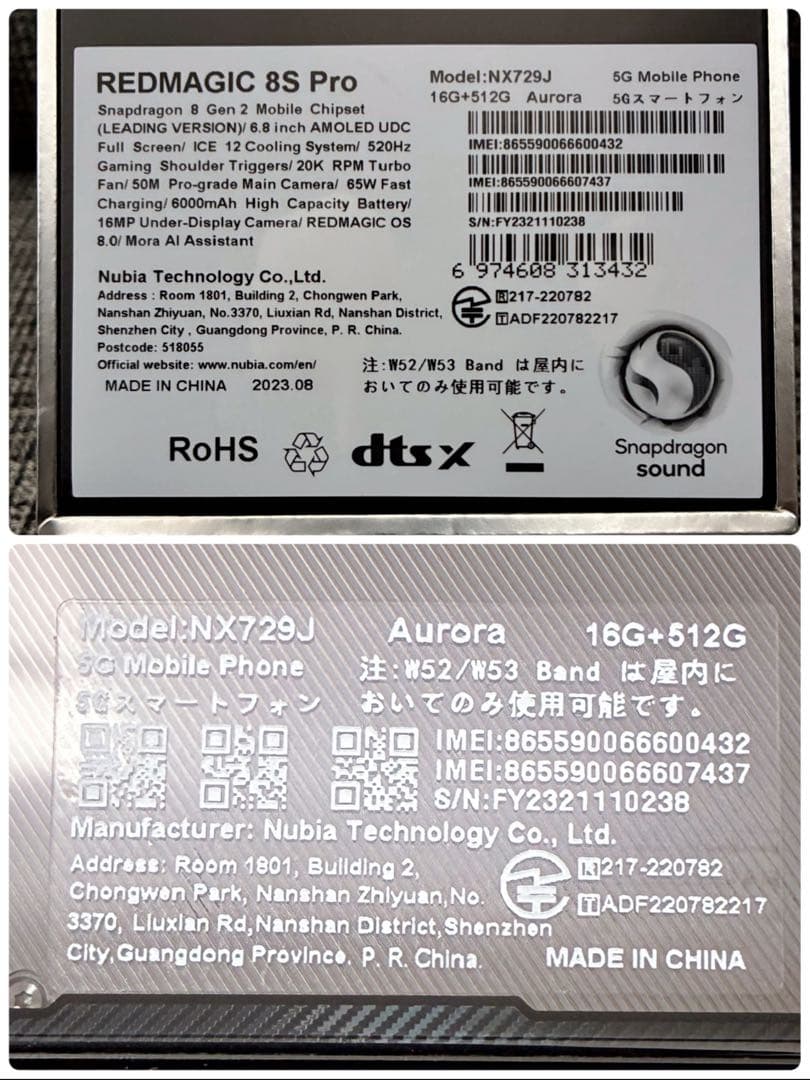 REDMAGIC 8S Pro
Snapdragon 8 Gen 2 Mobile Chipset
(LEADING VERSION)/ 6.8 inch AMOLED UDC
Full Screen/ ICE 12 Cooling System/ 520Hz
Gaming Shoulder Triggers/ 20K RPM Turbo
Fan/ 50M Pro-grade Main Camera/ 65W Fast
Charging/ 6000mAh High Capacity Battery/
16MP Under-Display Camera/ REDMAGIC OS
8.0/ Mora AI Assistant
Model:NX729J 5G Mobile Phone
16G+512G Aurora 5Gスマートフォン
IMEI:865590066600432
IMEI:865590066607437
S/N:FY2321110238
6 974608 313432
R 217-220782
T ADF220782217
Nubia Technology Co.,Ltd.
Address : Room 1801, Building 2, Chongwen Park,
Nanshan Zhiyuan, No.3370, Liuxian Rd, Nanshan District,
Shenzhen City , Guangdong Province, P. R. China.
Postcode: 518055
Official website: www.nubia.com/en/
MADE IN CHINA 2023.08
注:W52/W53 Band は屋内に
おいてのみ使用可能です。
RoHS
dts X
Snapdragon
sound
Model:NX729J Aurora 16G+512G
5G Mobile Phone 注:W52/W53 Band は屋内に
5Gスマートフォン おいてのみ使用可能です。
IMEI:865590066600432
IMEI:865590066607437
S/N:FY2321110238
Manufacturer: Nubia Technology Co., Ltd.
Address: Room 1801, Building 2,
Chongwen Park, Nanshan Zhiyuan,No.
3370, Liuxian Rd,Nanshan District,Shenzhen
City,Guangdong Province. P. R. China.
R 217-220782
T ADF220782217
MADE IN CHINA